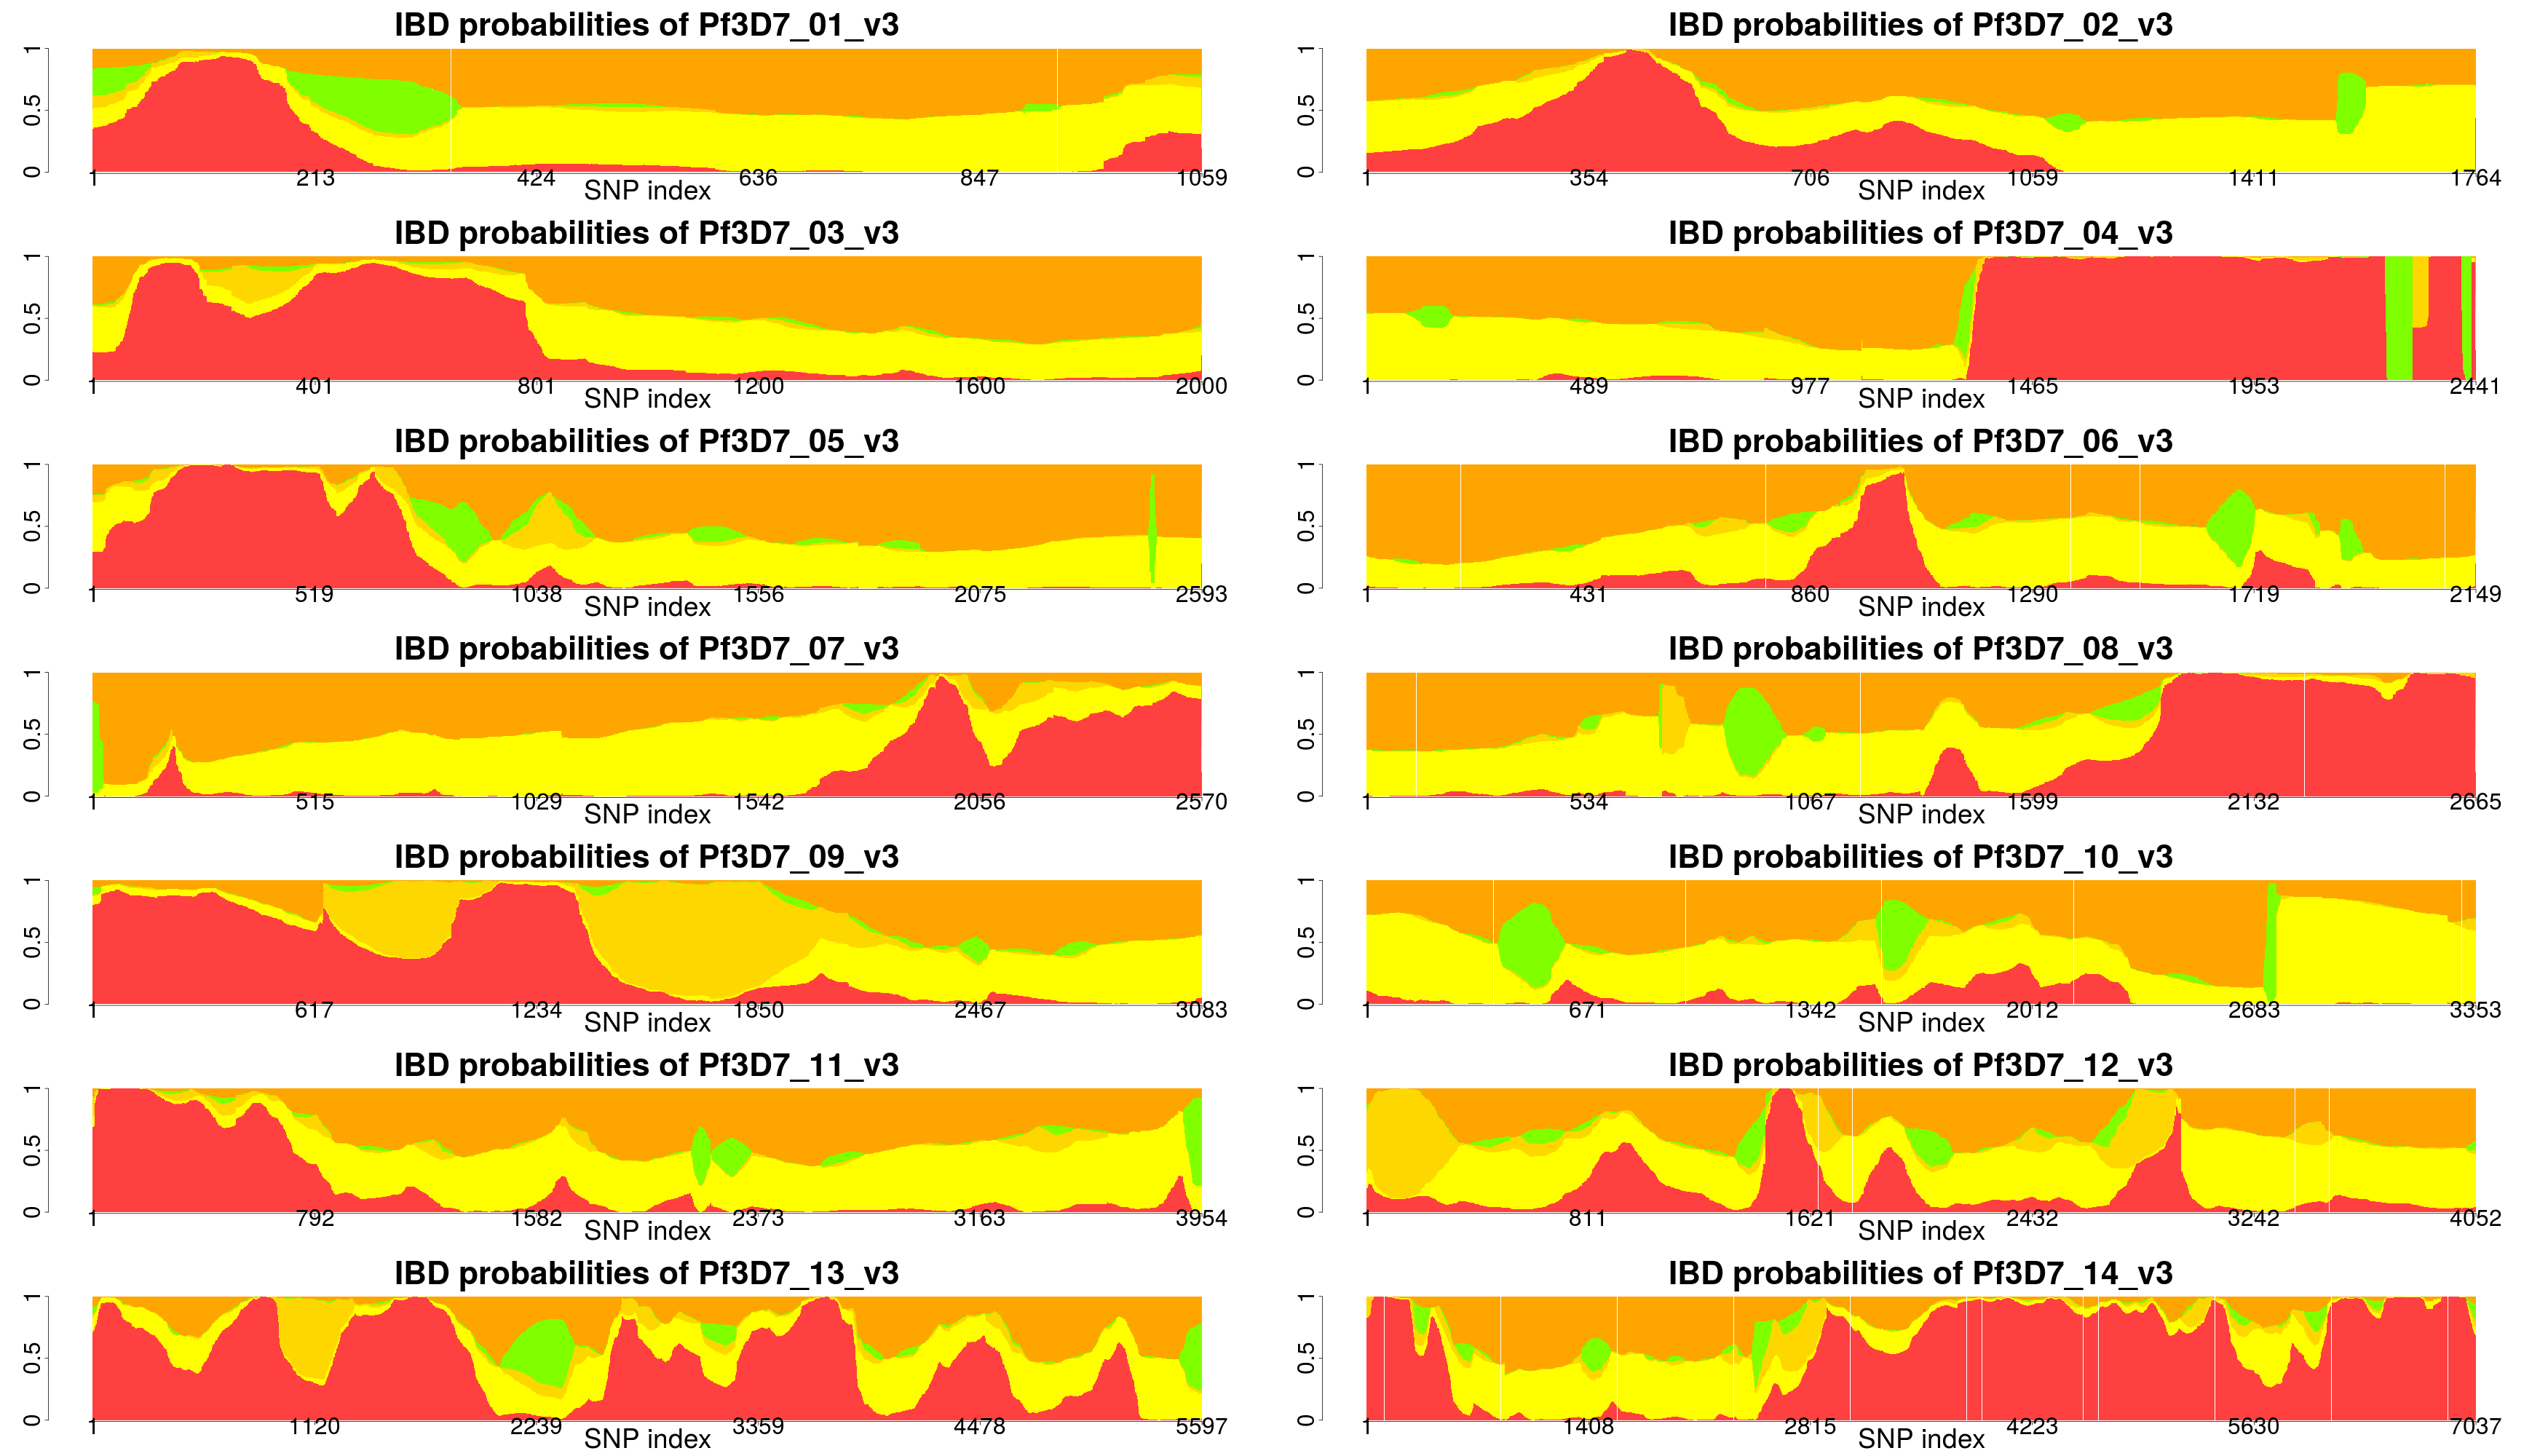 IBD probabilities of Pf3D7_01_v3
0 0.5 1
1 213 424 636 847 1059
SNP index
IBD probabilities of Pf3D7_02_v3
0 0.5 1
1 354 706 1059 1411 1764
SNP index
IBD probabilities of Pf3D7_03_v3
0 0.5 1
1 401 801 1200 1600 2000
SNP index
IBD probabilities of Pf3D7_04_v3
0 0.5 1
1 489 977 1465 1953 2441
SNP index
IBD probabilities of Pf3D7_05_v3
0 0.5 1
1 519 1038 1556 2075 2593
SNP index
IBD probabilities of Pf3D7_06_v3
0 0.5 1
1 431 860 1290 1719 2149
SNP index
IBD probabilities of Pf3D7_07_v3
0 0.5 1
1 515 1029 1542 2056 2570
SNP index
IBD probabilities of Pf3D7_08_v3
0 0.5 1
1 534 1067 1599 2132 2665
SNP index
IBD probabilities of Pf3D7_09_v3
0 0.5 1
1 617 1234 1850 2467 3083
SNP index
IBD probabilities of Pf3D7_10_v3
0 0.5 1
1 671 1342 2012 2683 3353
SNP index
IBD probabilities of Pf3D7_11_v3
0 0.5 1
1 792 1582 2373 3163 3954
SNP index
IBD probabilities of Pf3D7_12_v3
0 0.5 1
1 811 1621 2432 3242 4052
SNP index
IBD probabilities of Pf3D7_13_v3
0 0.5 1
1 1120 2239 3359 4478 5597
SNP index
IBD probabilities of Pf3D7_14_v3
0 0.5 1
1 1408 2815 4223 5630 7037
SNP index